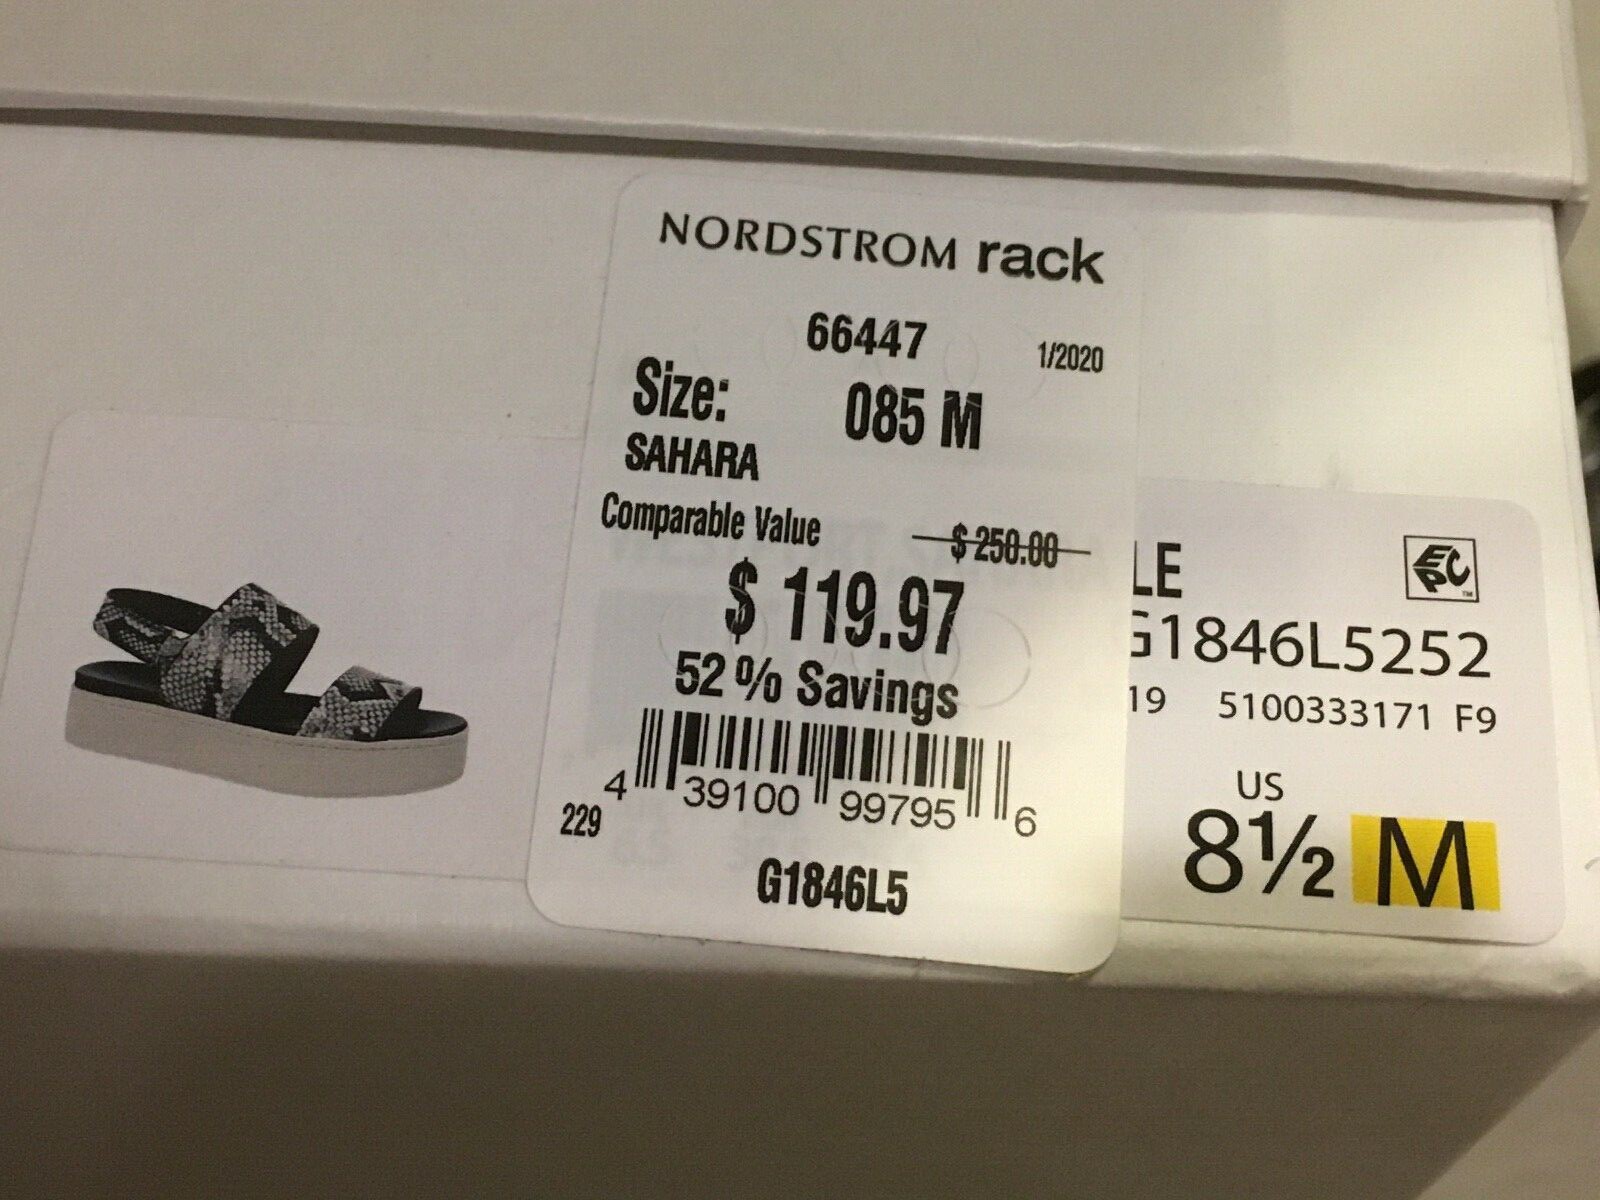 NORDSTROM rack
66447 1/2020
Size: 085 M
SAHARA
Comparable Value $ 250.00
$ 119.97
52 % Savings
4 39100 99795 6
229
G1846L5
LE
G1846L5252
19 5100333171 F9
US
8½ M